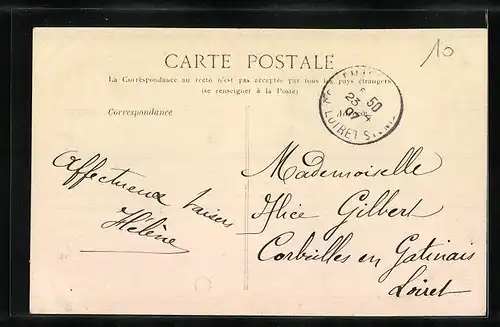 10
CARTE POSTALE
La Correspondance au recto n'est pas acceptée par tous les pays étrangers
(se renseigner à la Poste)
Correspondance
50
23
07
Affectueux baisers
Hélène
Mademoiselle
Alice Gilbert
Corbeilles en Gatinais
Loiret